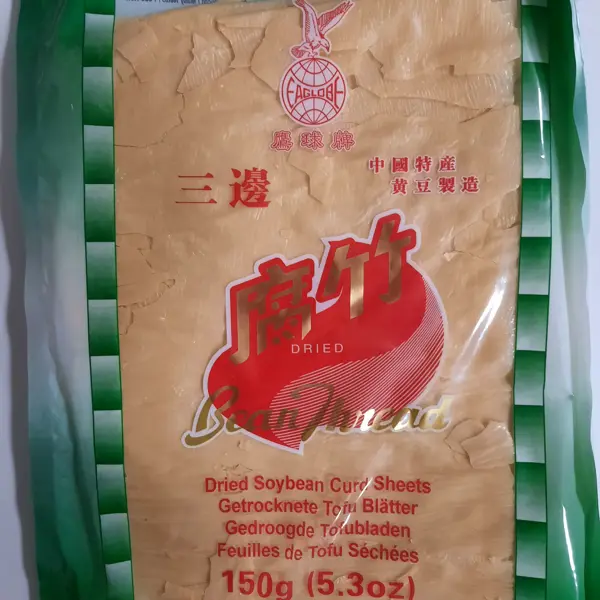 EAGLOBE
鷹球牌
三邊
中國特產
黃豆製造
腐竹
DRIED
Bean Thread
Dried Soybean Curd Sheets
Getrocknete Tofu Blätter
Gedroogde Tofubladen
Feuilles de Tofu Séchées
150g (5.3oz)